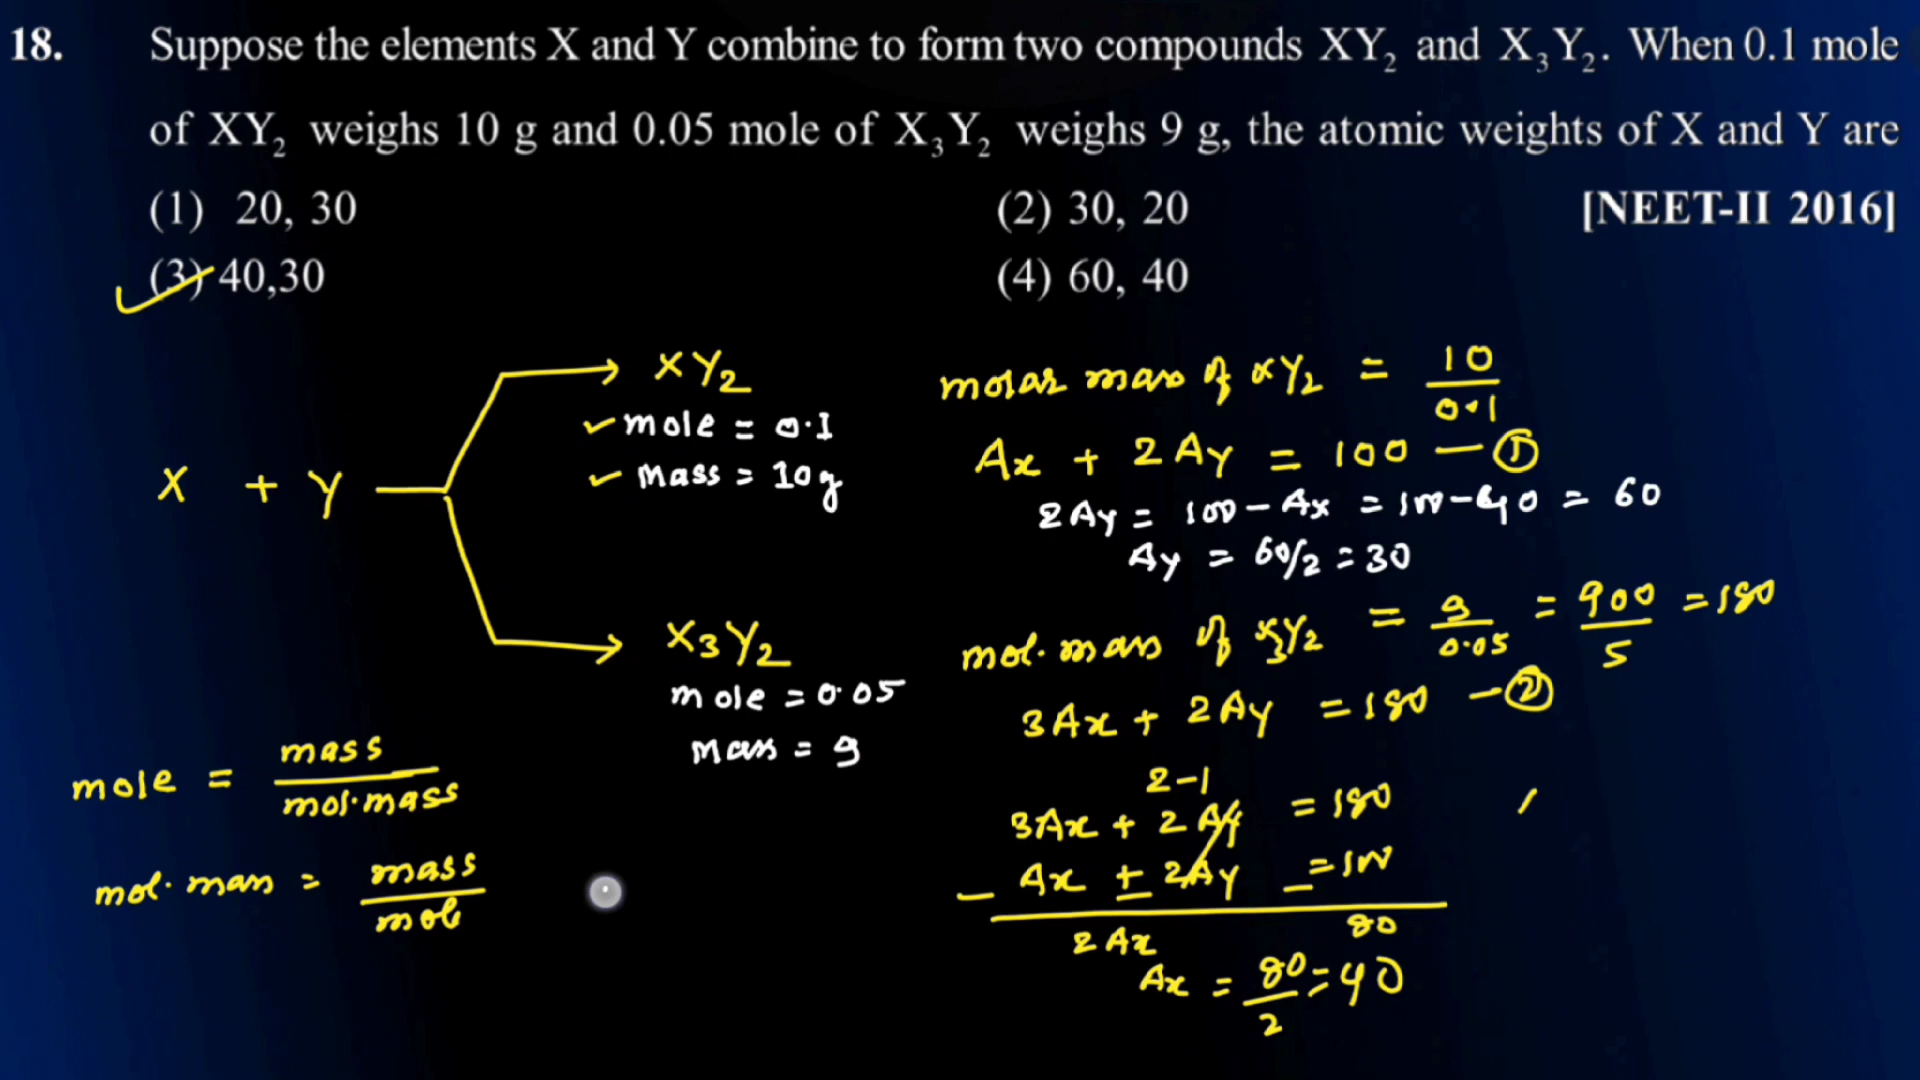 18. Suppose the elements X and Y combine to form two compounds XY₂ and X₃Y₂. When 0.1 mole
of XY₂ weighs 10 g and 0.05 mole of X₃Y₂ weighs 9 g, the atomic weights of X and Y are
(1) 20, 30 (2) 30, 20 [NEET-II 2016]
(3) 40,30 (4) 60, 40
X + Y
XY₂
mole = 0.1
Mass = 10g
X₃Y₂
mole = 0.05
mass = 9
mole = mass / mol.mass
mol. mass = mass / mole
molar mass of XY₂ = 10 / 0.1
Ax + 2Ay = 100 - ①
2Ay = 100 - Ax = 100 - 40 = 60
Ay = 60/2 = 30
mol. mass of X₃Y₂ = 9 / 0.05 = 900 / 5 = 180
3Ax + 2Ay = 180 - ②
2-1
3Ax + 2Ay = 180
- Ax ± 2Ay = 100
2Ax 80
Ax = 80 / 2 = 40